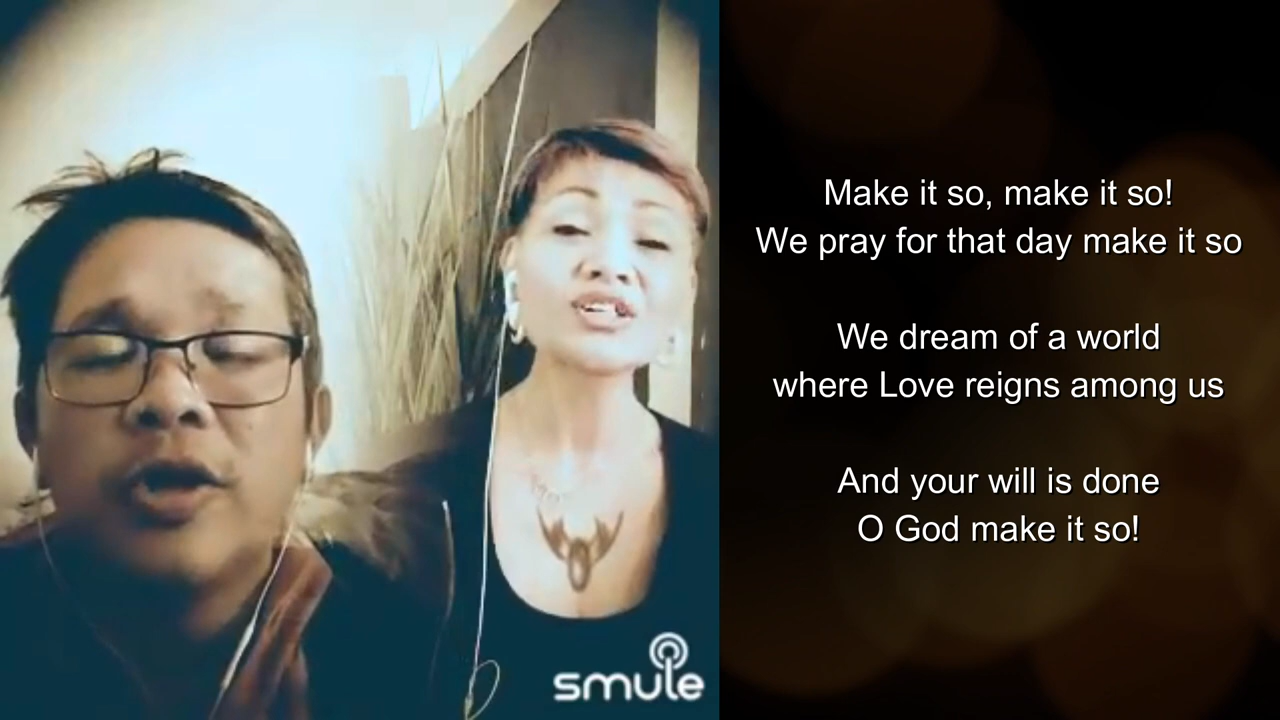 Make it so, make it so!
We pray for that day make it so
We dream of a world
where Love reigns among us
And your will is done
O God make it so!
smule